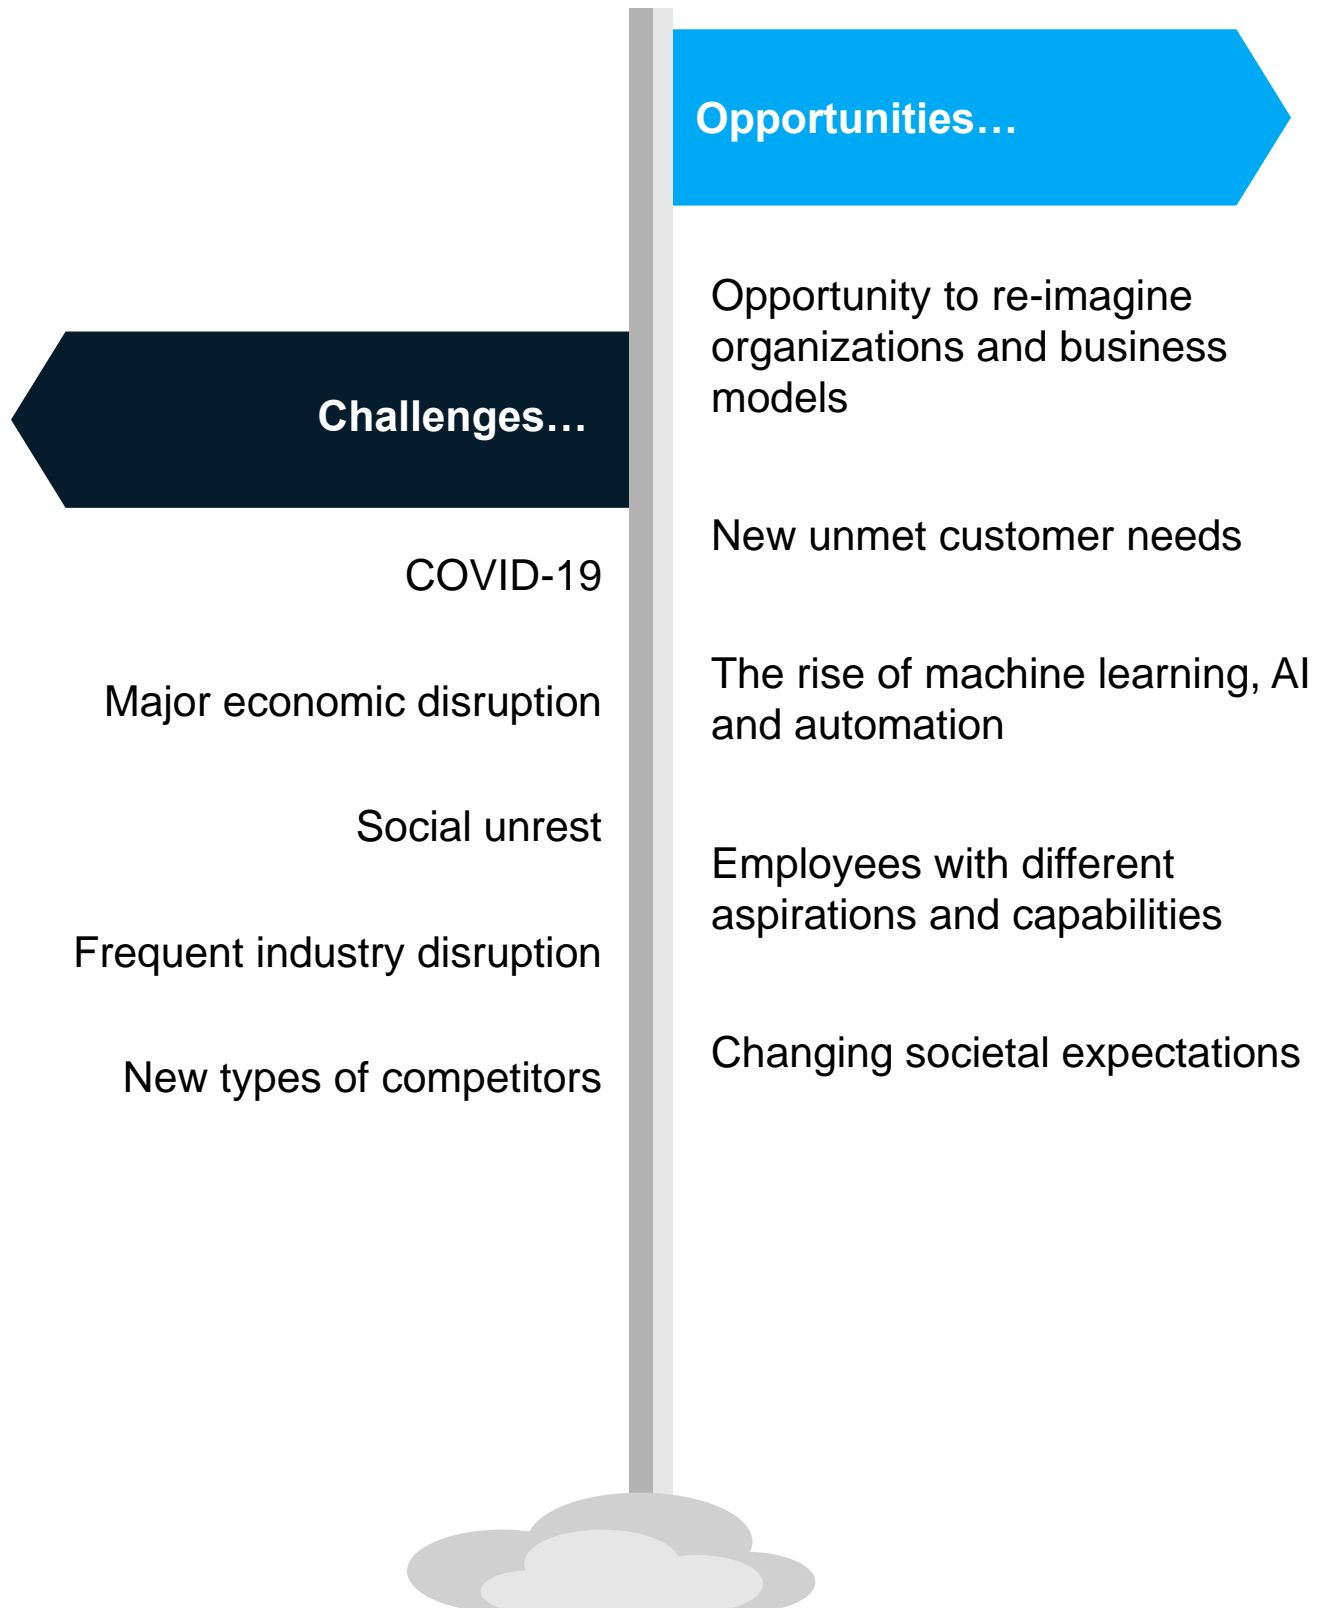 Opportunities…
Opportunity to re-imagine
organizations and business
models
New unmet customer needs
The rise of machine learning, AI
and automation
Employees with different
aspirations and capabilities
Changing societal expectations
Challenges…
COVID-19
Major economic disruption
Social unrest
Frequent industry disruption
New types of competitors